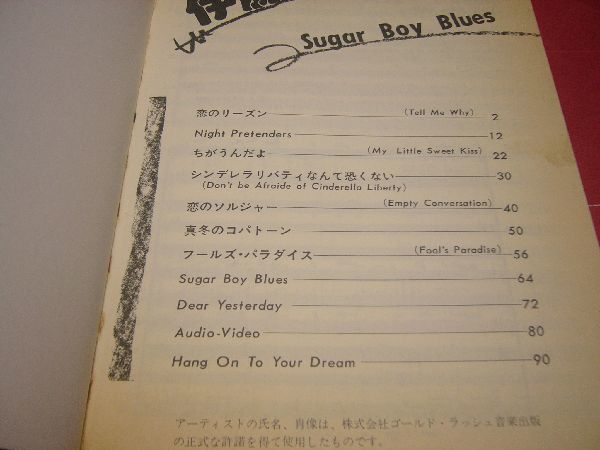 Sugar Boy Blues
恋のリーズン (Tell Me Why) 2
Night Pretenders 12
ちがうんだよ (My Little Sweet Kiss) 22
シンデレラリバティなんて恐くない 30
(Don't be Afraide of Cinderella Liberty)
恋のソルジャー (Empty Conversation) 40
真冬のコパトーン 50
フールズ・パラダイス (Fool's Paradise) 56
Sugar Boy Blues 64
Dear Yesterday 72
Audio-Video 80
Hang On To Your Dream 90
アーティストの氏名、肖像は、株式会社ゴールド・ラッシュ音楽出版
の正式な許諾を得て使用したものです。